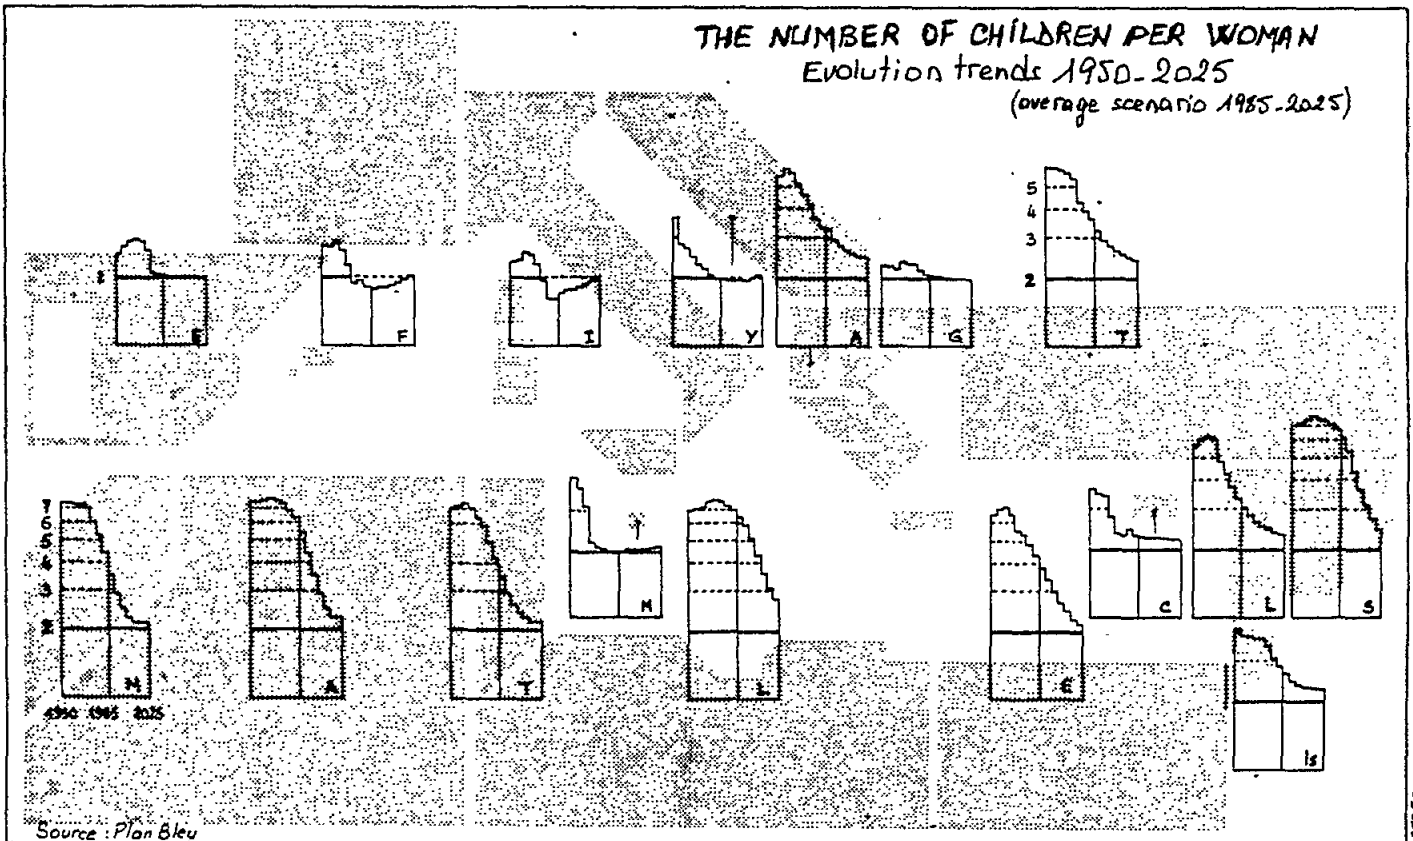 THE NUMBER OF CHILDREN PER WOMAN
Evolution trends 1950-2025
(average scenario 1985-2025)
5
4
3
2
2
E
F
I
Y
A
G
T
7
6
5
4
3
2
M
A
T
M
L
E
C
L
S
1950 1985 2025
Is
Source : Plan Bleu